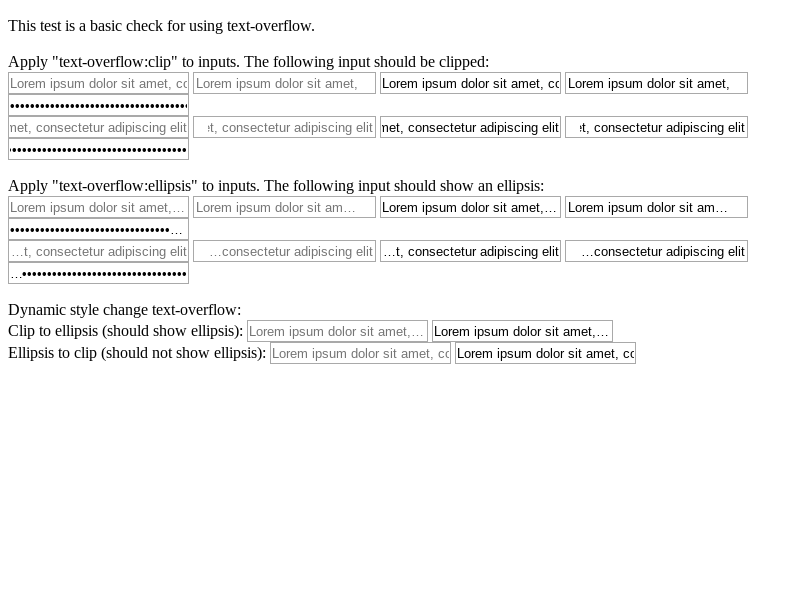 This test is a basic check for using text-overflow.
Apply "text-overflow:clip" to inputs. The following input should be clipped:
Lorem ipsum dolor sit amet, cc Lorem ipsum dolor sit amet, Lorem ipsum dolor sit amet, cc Lorem ipsum dolor sit amet,
••••••••••••••••••••••••••••••••••••
met, consectetur adipiscing elit et, consectetur adipiscing elit met, consectetur adipiscing elit et, consectetur adipiscing elit
••••••••••••••••••••••••••••••••••••
Apply "text-overflow:ellipsis" to inputs. The following input should show an ellipsis:
Lorem ipsum dolor sit amet,… Lorem ipsum dolor sit am… Lorem ipsum dolor sit amet,… Lorem ipsum dolor sit am…
••••••••••••••••••••••••••••••••…
…t, consectetur adipiscing elit …consectetur adipiscing elit …t, consectetur adipiscing elit …consectetur adipiscing elit
…•••••••••••••••••••••••••••••••••
Dynamic style change text-overflow:
Clip to ellipsis (should show ellipsis): Lorem ipsum dolor sit amet,… Lorem ipsum dolor sit amet,…
Ellipsis to clip (should not show ellipsis): Lorem ipsum dolor sit amet, cc Lorem ipsum dolor sit amet, cc